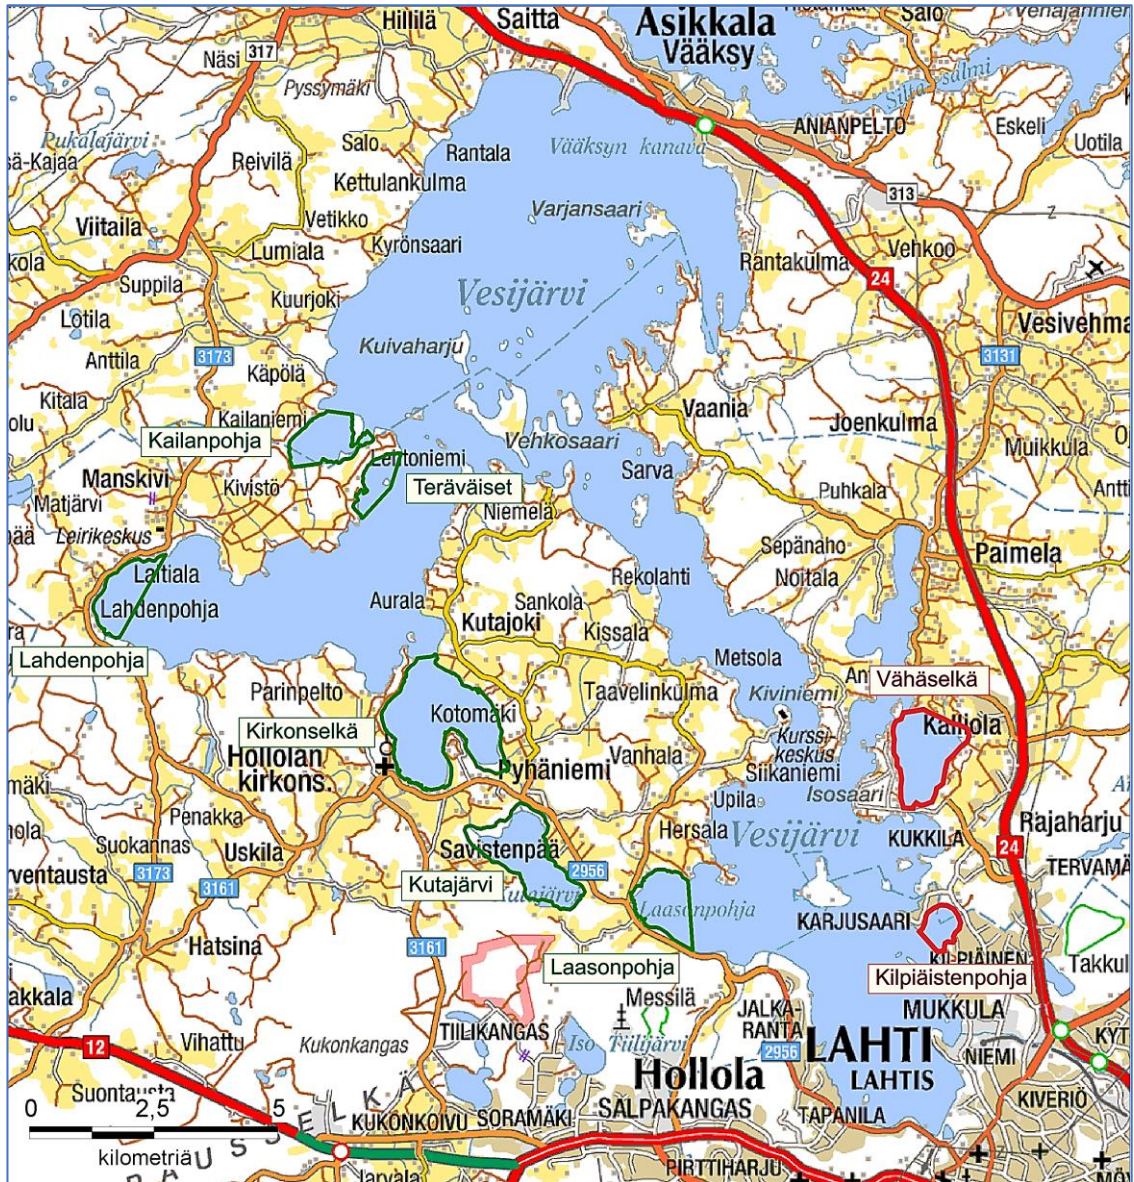 Hillilä
Saitta
Asikkala
Vääksy
Salo
Näsi
317
Pyssymäki
Pukalajärvi
Reivilä
Salo
Rantala
Vääksyn kanava
ANIANPELTO
Eskeli
Uotila
Kettulankulma
Vetikko
Varjansaari
313
Viitaila
Lumiala
Kyrönsaari
Rantakulma
Vehkoo
Suppila
Kuurjoki
Vesijärvi
24
Lotila
Kuivaharju
Vesivehma
Anttila
3173
Käpölä
3131
Kitala
Kailaniemi
Vaania
Joenkulma
Kailanpohja
Vehkosaari
Muikkula
Lehtoniemi
Manskivi
Kivistö
Teräväiset
Sarva
Puhkala
Matjärvi
Niemelä
Leirikeskus
Sepänaho
Paimela
Laitiala
Rekolahti
Noitala
Lahdenpohja
Aurala
Sankola
Kutajoki
Kissala
Lahdenpohja
Metsola
Parinpelto
Taavelinkulma
Kiviniemi
Vähäselkä
Kotomäki
Kirkonselkä
Kalliola
Hollolan
kirkons.
Pyhäniemi
Vanhala
Kurssi-
keskus
Siikaniemi
Isosaari
Upila
Penakka
Hersala
Vesijärvi
KUKKILA
Rajaharju
24
Suokannas
Uskila
Savistenpää
2956
3173
3161
Kutajärvi
Kutajärvi
Laasonpohja
KARJUSAARI
Hatsina
3161
KILPIÄINEN
Laasonpohja
Kilpiäistenpohja
Messilä
MUKKULA
JALKA-
RANTA
Vihattu
Kukonkangas
TIILIKANGAS
Iso Tiilijärvi
12
2956
LAHTI
LAHTIS
NIEMI
Suontausta
Hollola
KIVERIÖ
0 2,5 5
KUKONKOIVU
SORAMÄKI
SALPAKANGAS
TAPANILA
kilometriä
PIRTTIHARJU
Jarvala